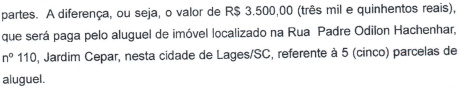 partes. A diferença, ou seja, o valor de R$ 3.500,00 (três mil e quinhentos reais),
que será paga pelo aluguel de imóvel localizado na Rua Padre Odilon Hachenhar,
nº 110, Jardim Cepar, nesta cidade de Lages/SC, referente à 5 (cinco) parcelas de
aluguel.